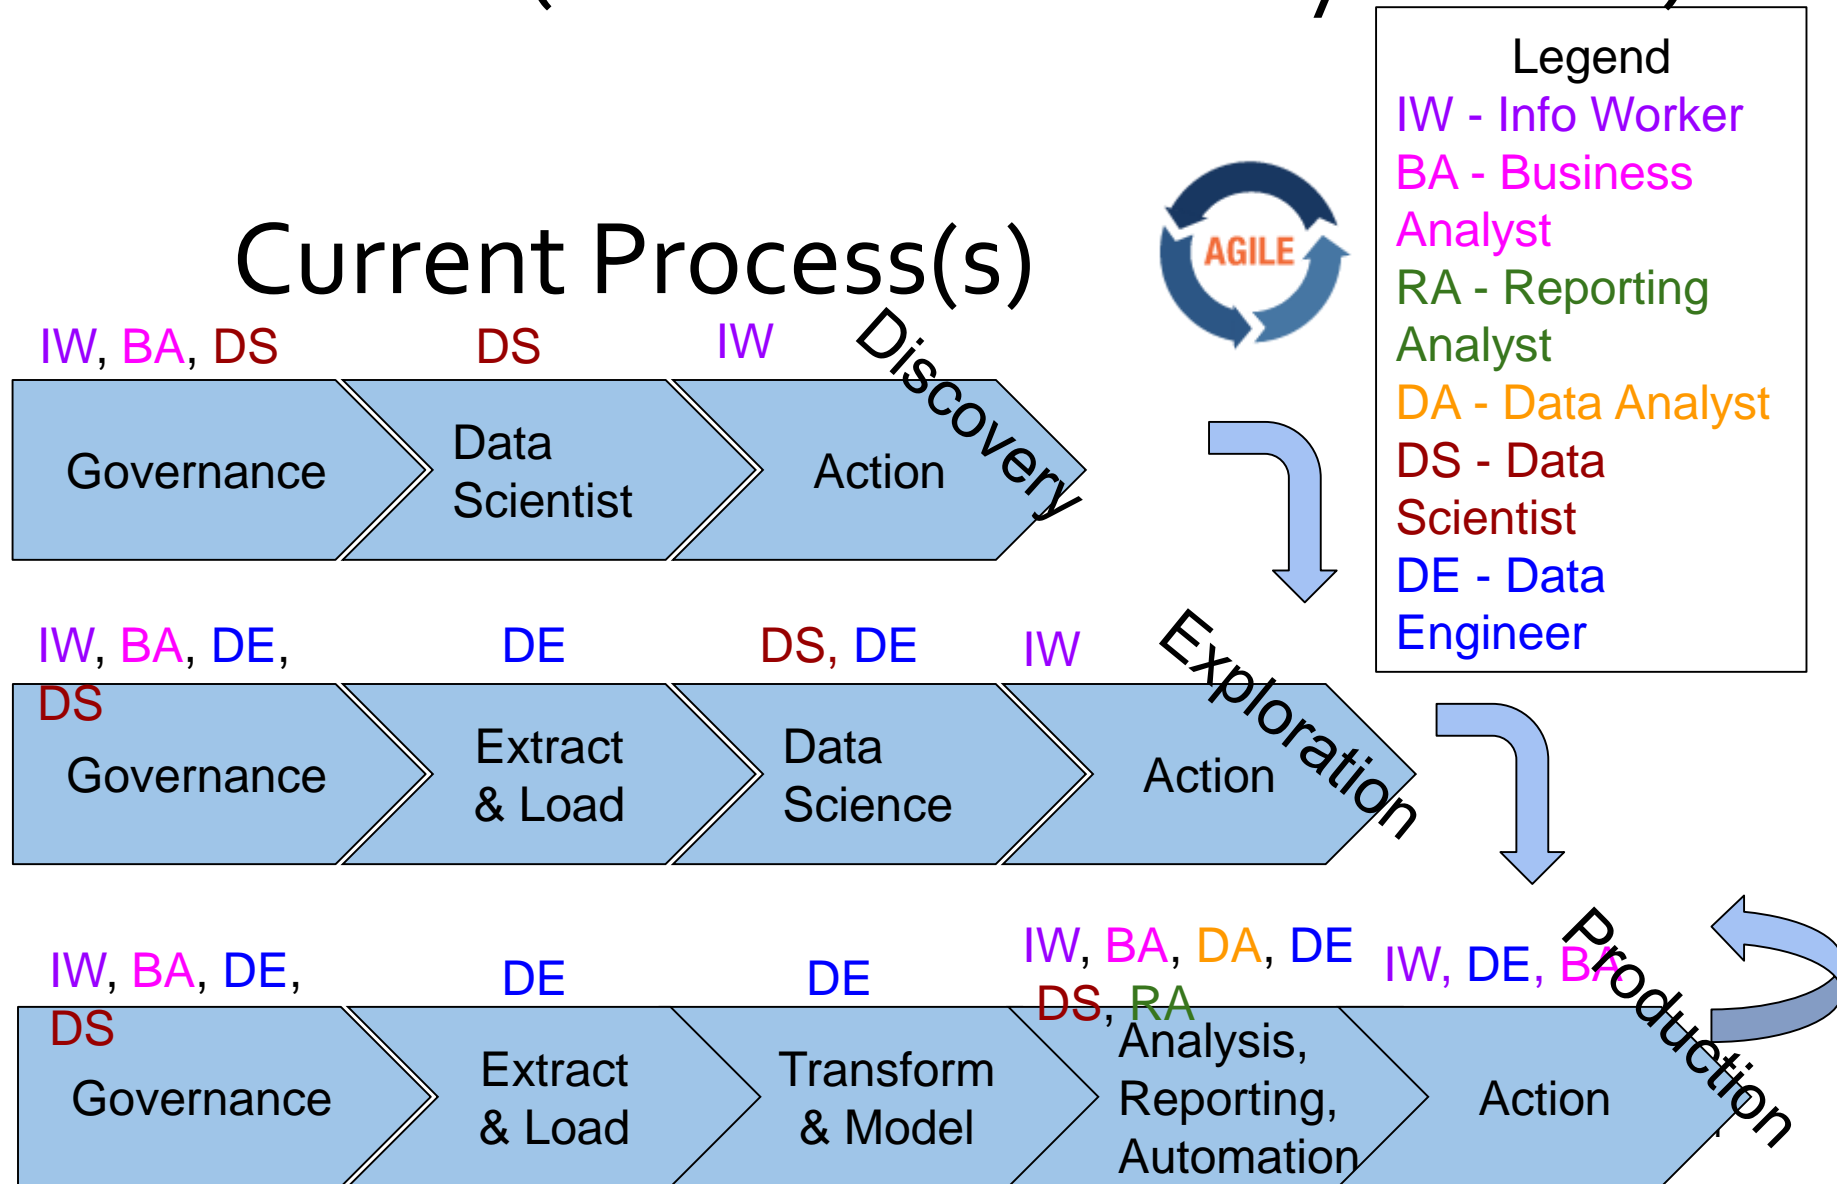 Current Process(s)
AGILE
Legend
IW - Info Worker
BA - Business
Analyst
RA - Reporting
Analyst
DA - Data Analyst
DS - Data
Scientist
DE - Data
Engineer
IW, BA, DS
DS
IW
Discovery
Governance
Data
Scientist
Action
IW, BA, DE,
DS
DE
DS, DE
IW
Exploration
Governance
Extract
& Load
Data
Science
Action
IW, BA, DE,
DS
DE
DE
IW, BA, DA, DE
DS, RA
IW, DE, BA
Production
Governance
Extract
& Load
Transform
& Model
Analysis,
Reporting,
Automation
Action